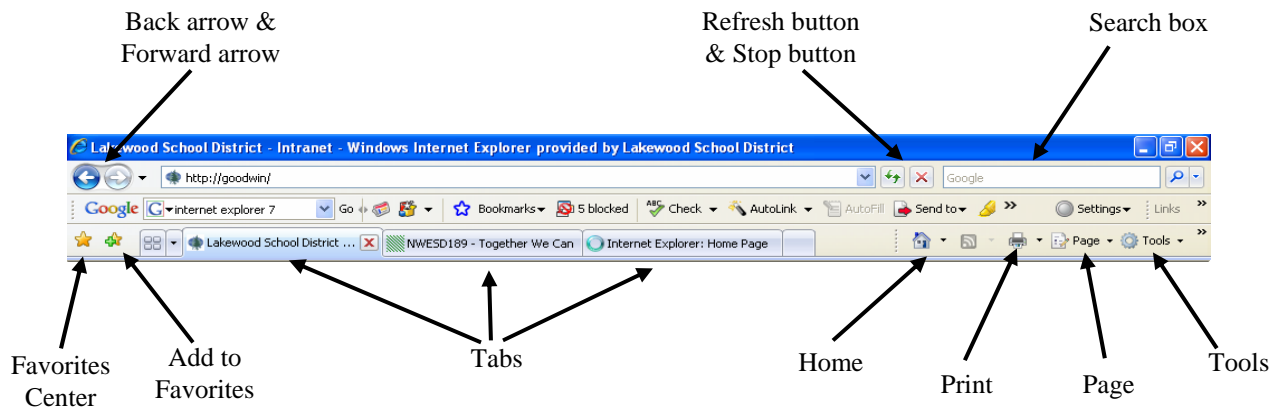 Back arrow &
Forward arrow
Refresh button
& Stop button
Search box
Lakewood School District - Intranet - Windows Internet Explorer provided by Lakewood School District
http://goodwin/
Google
Google G internet explorer 7 Go Bookmarks 5 blocked ABC Check AutoLink AutoFill Send to » Settings Links »
Lakewood School District ... NWESD189 - Together We Can Internet Explorer: Home Page Page Tools »
Favorites
Center
Add to
Favorites
Tabs
Home
Print
Page
Tools